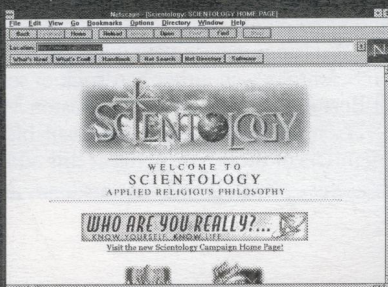 Netscape - [Scientology: SCIENTOLOGY HOME PAGE]
File Edit View Go Bookmarks Options Directory Window Help
Back Home Reload Open Find
Location:
What's New! What's Cool! Handbook Net Search Net Directory Software
N
SCIENTOLOGY
WELCOME TO
SCIENTOLOGY
APPLIED RELIGIOUS PHILOSOPHY
WHO ARE YOU REALLY?...
KNOW YOURSELF, KNOW LIFE
Visit the new Scientology Campaign Home Page!